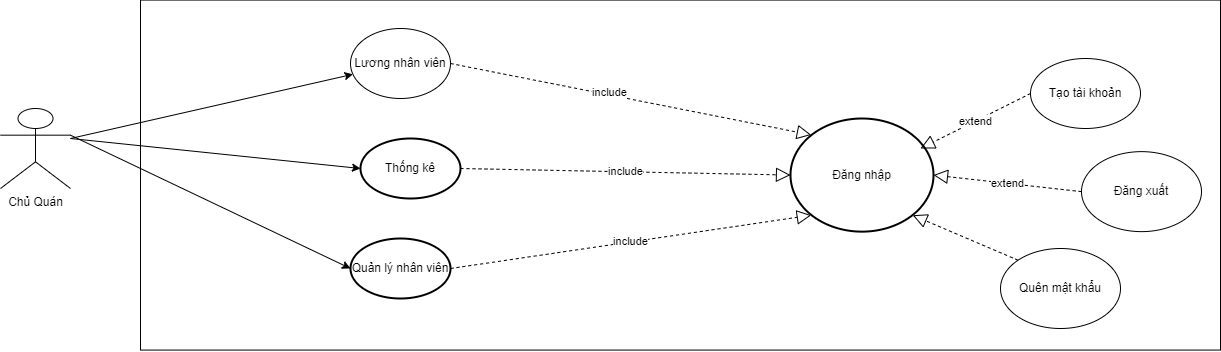 Lương nhân viên
include
Tạo tài khoản
extend
Chủ Quán
Thống kê
include
Đăng nhập
extend
Đăng xuất
include
Quản lý nhân viên
Quên mật khẩu